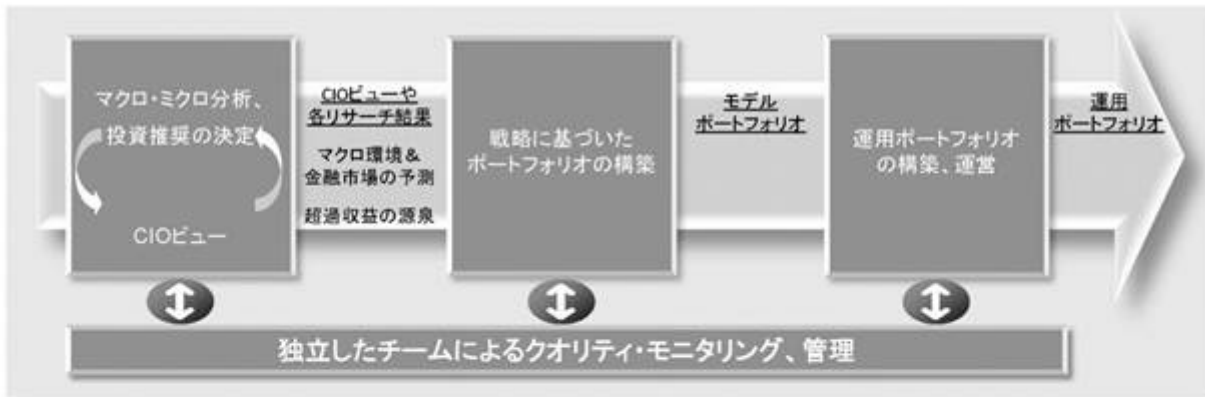 マクロ・ミクロ分析、
投資推奨の決定
CIOビュー
CIOビューや
各リサーチ結果
マクロ環境&
金融市場の予測
超過収益の源泉
戦略に基づいた
ポートフォリオの構築
モデル
ポートフォリオ
運用ポートフォリオ
の構築、運営
運用
ポートフォリオ
独立したチームによるクオリティ・モニタリング、管理